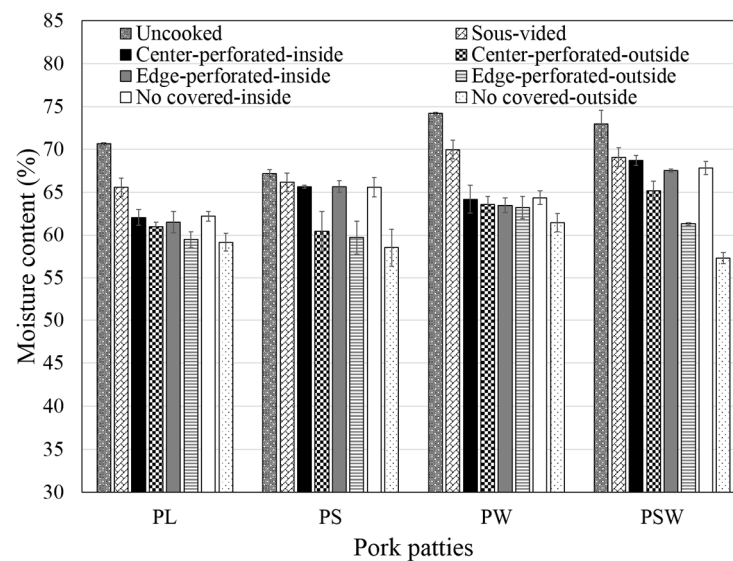 85
80
75
70
65
60
55
50
45
40
35
30
Moisture content (%)
Uncooked
Sous-vided
Center-perforated-inside
Center-perforated-outside
Edge-perforated-inside
Edge-perforated-outside
No covered-inside
No covered-outside
PL
PS
PW
PSW
Pork patties